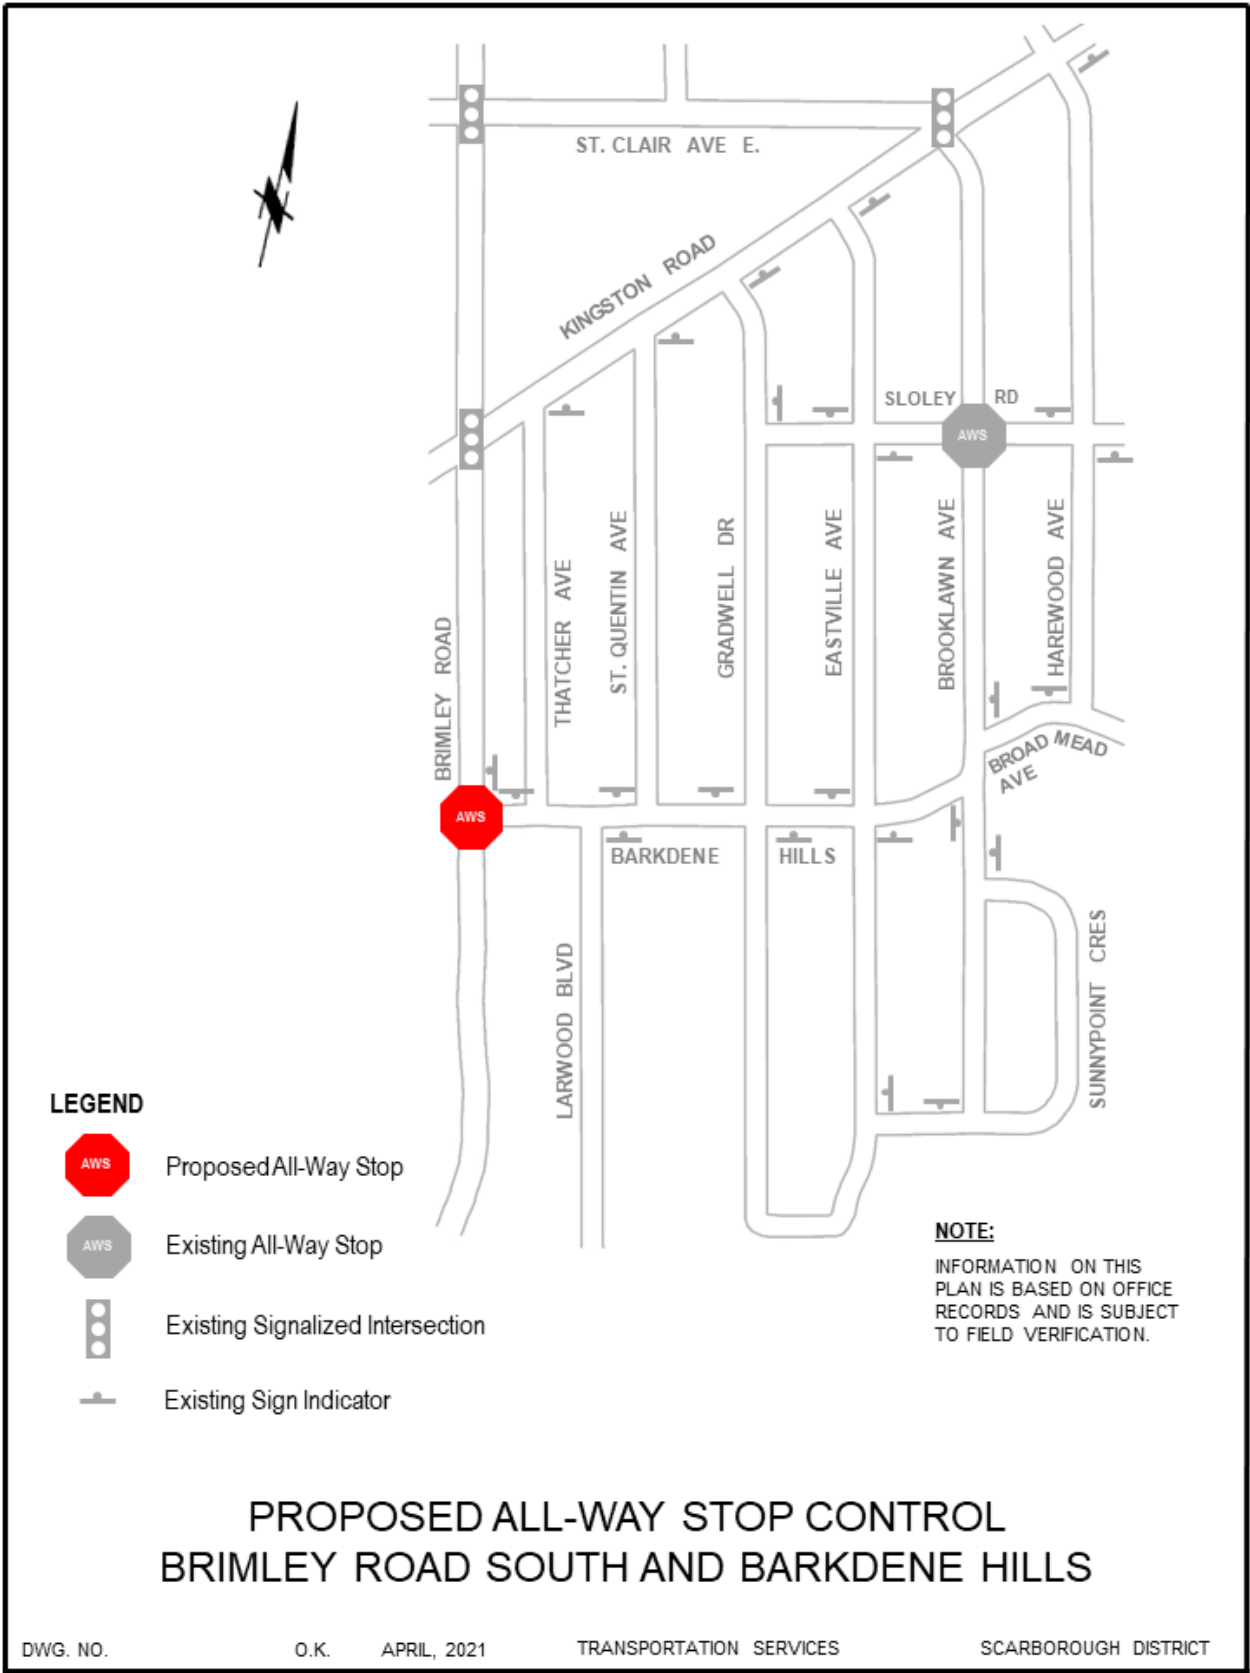 ST. CLAIR AVE E.
KINGSTON ROAD
SLOLEY RD
AWS
BRIMLEY ROAD
THATCHER AVE
ST. QUENTIN AVE
GRADWELL DR
EASTVILLE AVE
BROOKLAWN AVE
HAREWOOD AVE
BROAD MEAD
AVE
AWS
BARKDENE HILLS
LARWOOD BLVD
SUNNYPOINT CRES
LEGEND
AWS Proposed All-Way Stop
AWS Existing All-Way Stop
Existing Signalized Intersection
Existing Sign Indicator
NOTE:
INFORMATION ON THIS
PLAN IS BASED ON OFFICE
RECORDS AND IS SUBJECT
TO FIELD VERIFICATION.
PROPOSED ALL-WAY STOP CONTROL
BRIMLEY ROAD SOUTH AND BARKDENE HILLS
DWG. NO. O.K. APRIL, 2021 TRANSPORTATION SERVICES SCARBOROUGH DISTRICT